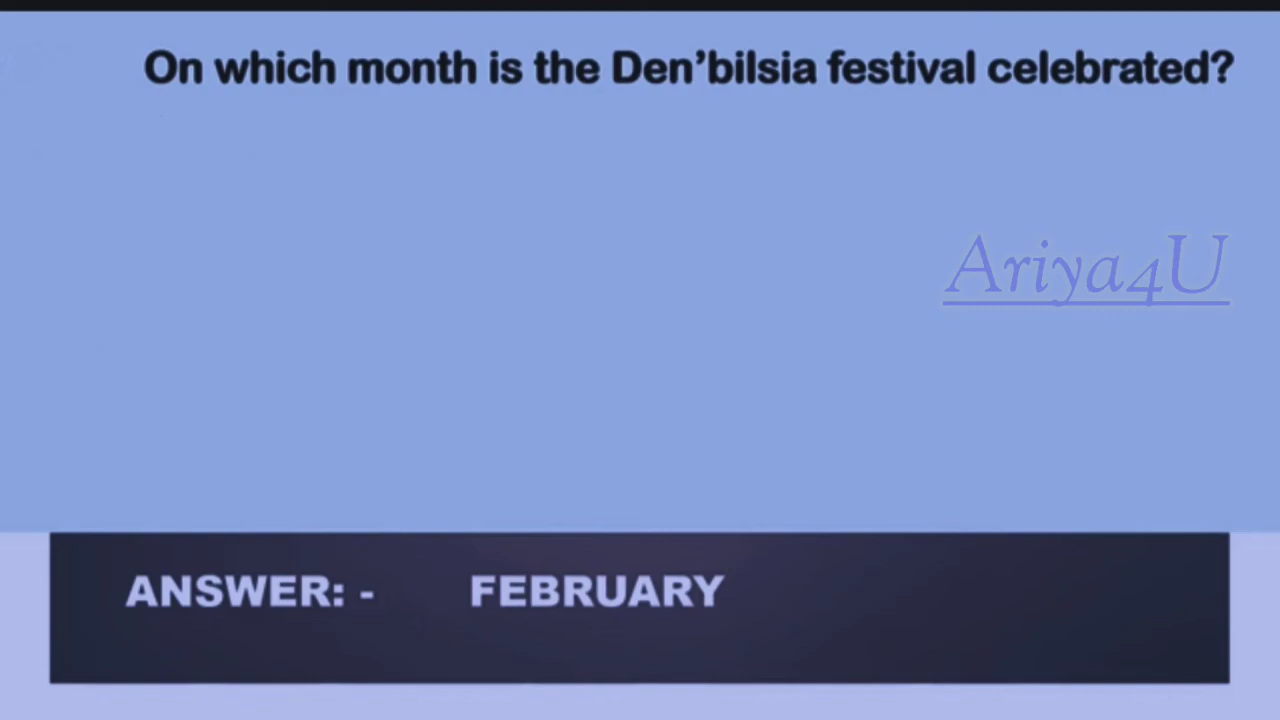 On which month is the Den’bilsia festival celebrated?
Ariya4U
ANSWER: - FEBRUARY